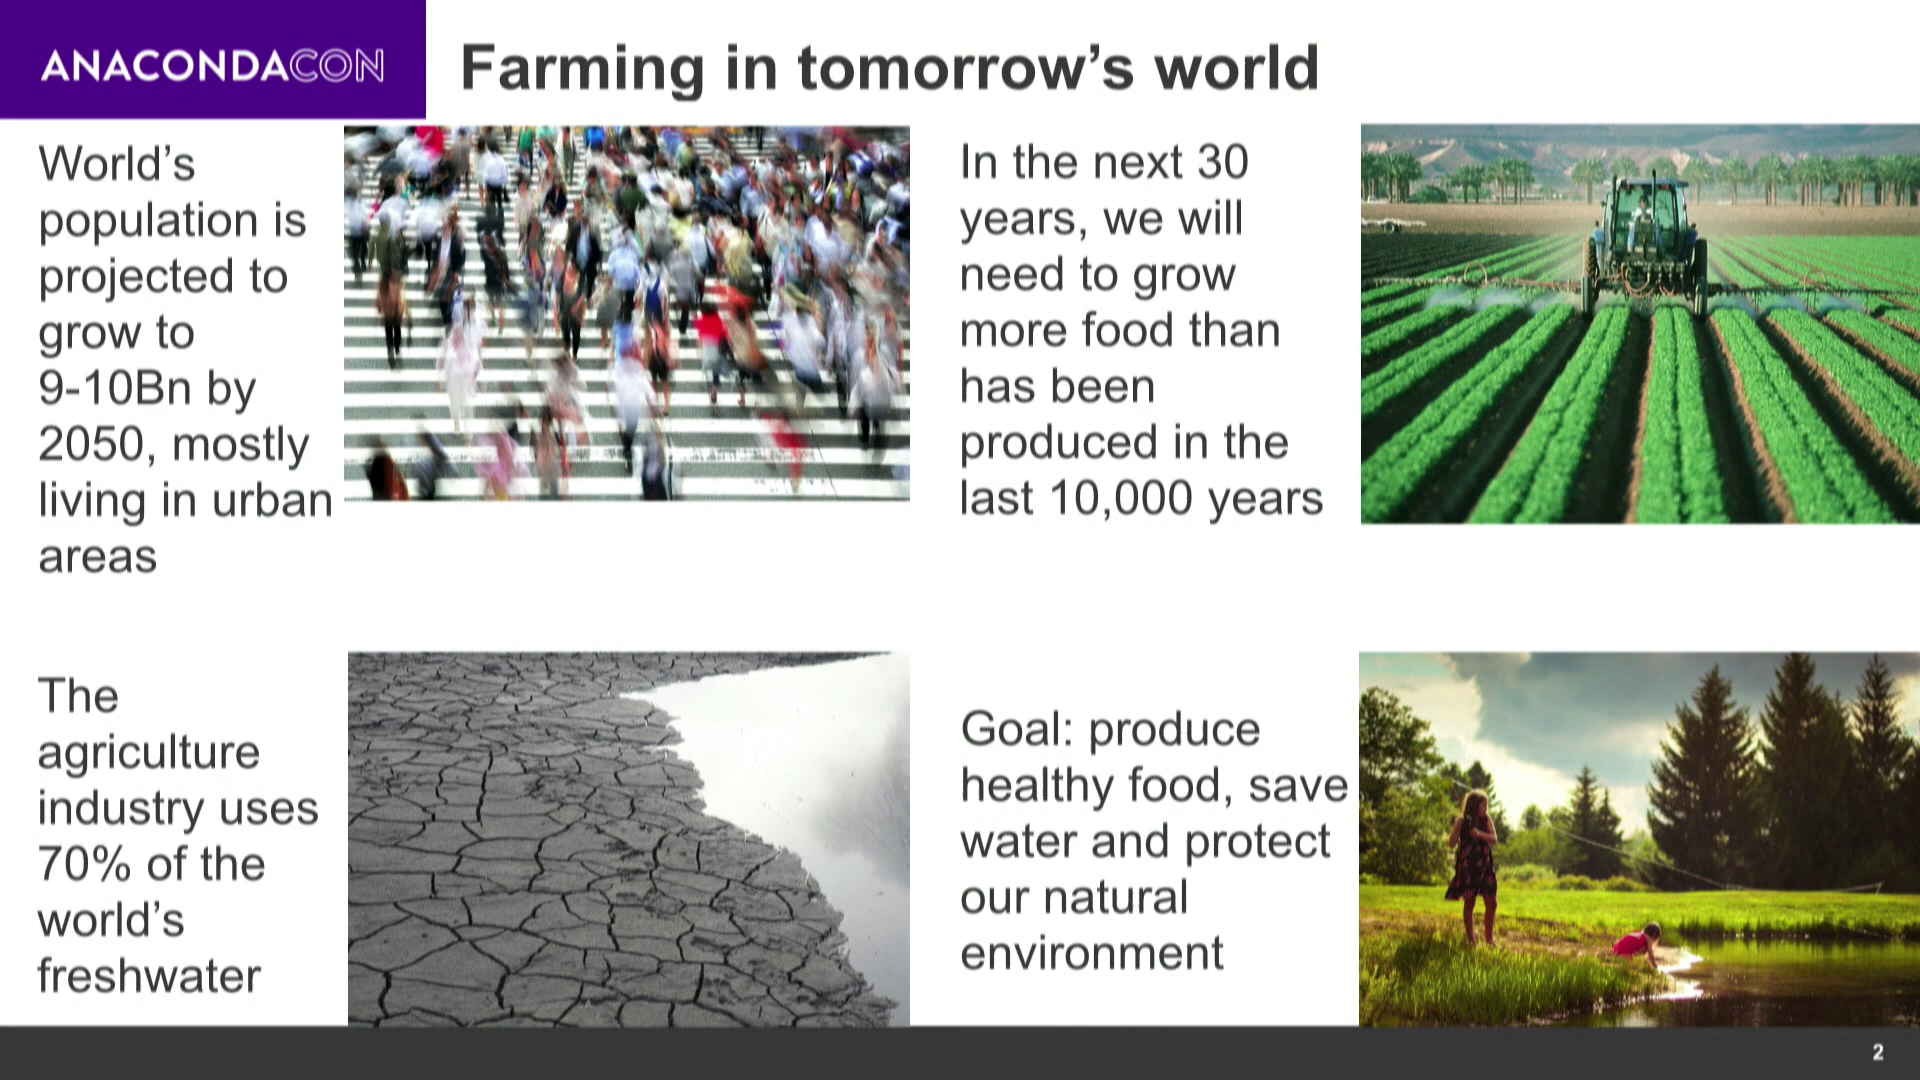 ANACONDACON
Farming in tomorrow’s world
World’s
population is
projected to
grow to
9-10Bn by
2050, mostly
living in urban
areas
In the next 30
years, we will
need to grow
more food than
has been
produced in the
last 10,000 years
The
agriculture
industry uses
70% of the
world’s
freshwater
Goal: produce
healthy food, save
water and protect
our natural
environment
2